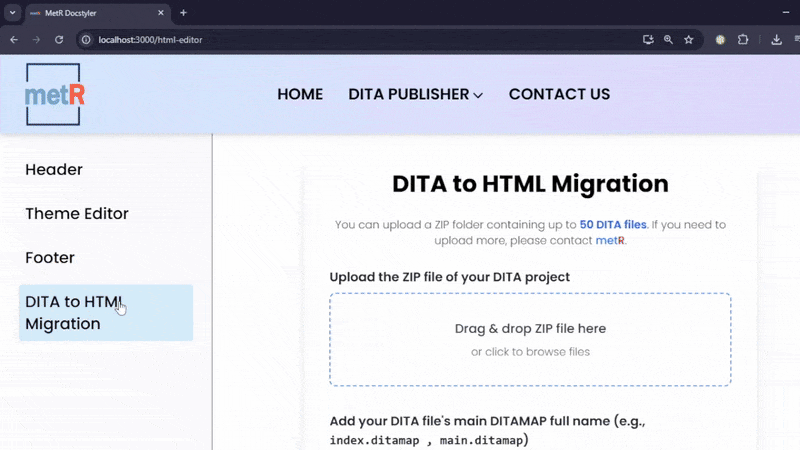 MetR Docstyler
localhost:3000/html-editor
metR
HOME
DITA PUBLISHER
CONTACT US
Header
Theme Editor
Footer
DITA to HTML
Migration
DITA to HTML Migration
You can upload a ZIP folder containing up to 50 DITA files. If you need to
upload more, please contact metR.
Upload the ZIP file of your DITA project
Drag & drop ZIP file here
or click to browse files
Add your DITA file's main DITAMAP full name (e.g.,
index.ditamap , main.ditamap)